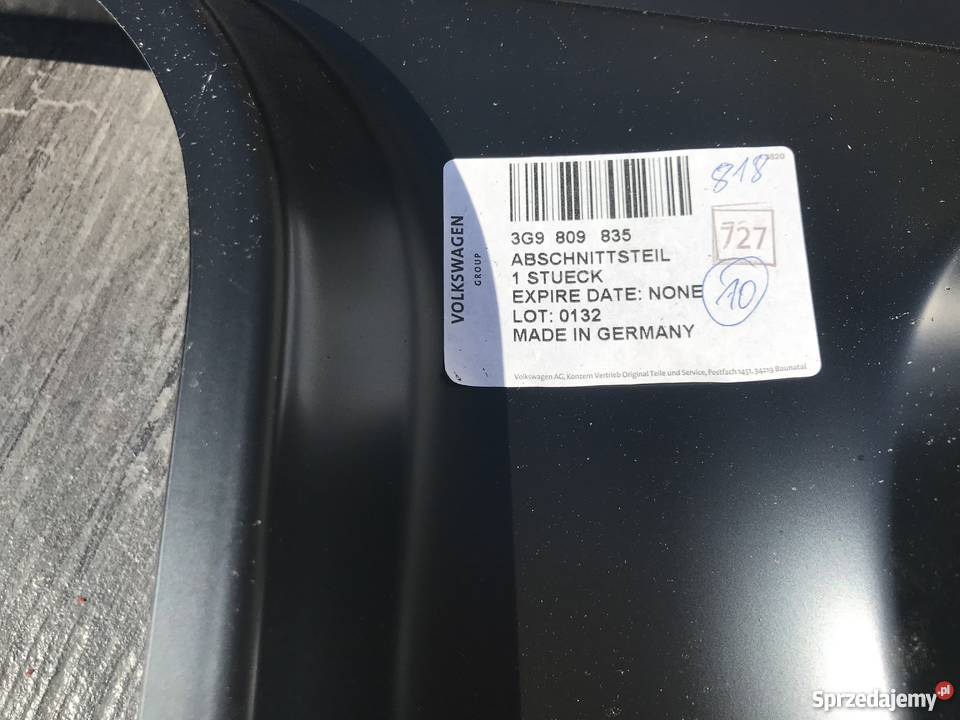 818
727
3G9 809 835
ABSCHNITTSTEIL
1 STUECK
EXPIRE DATE: NONE
10
LOT: 0132
MADE IN GERMANY
VOLKSWAGEN
GROUP
Volkswagen AG, Konzern Vertrieb Original Teile und Service, Postfach 1451, 34219 Baunatal
Sprzedajemy.pl